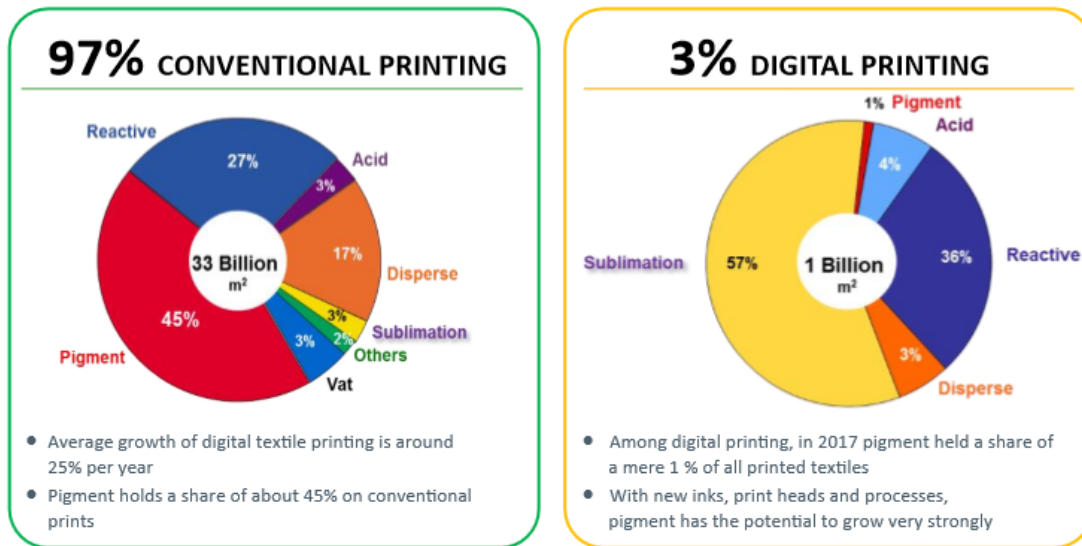 97% CONVENTIONAL PRINTING
Reactive
27%
Acid
3%
17%
Disperse
33 Billion
m²
45%
Pigment
3%
Sublimation
2%
Others
3%
Vat
• Average growth of digital textile printing is around
25% per year
• Pigment holds a share of about 45% on conventional
prints
3% DIGITAL PRINTING
1% Pigment
Acid
4%
Sublimation
57%
1 Billion
m²
36%
Reactive
3%
Disperse
• Among digital printing, in 2017 pigment held a share of
a mere 1 % of all printed textiles
• With new inks, print heads and processes,
pigment has the potential to grow very strongly